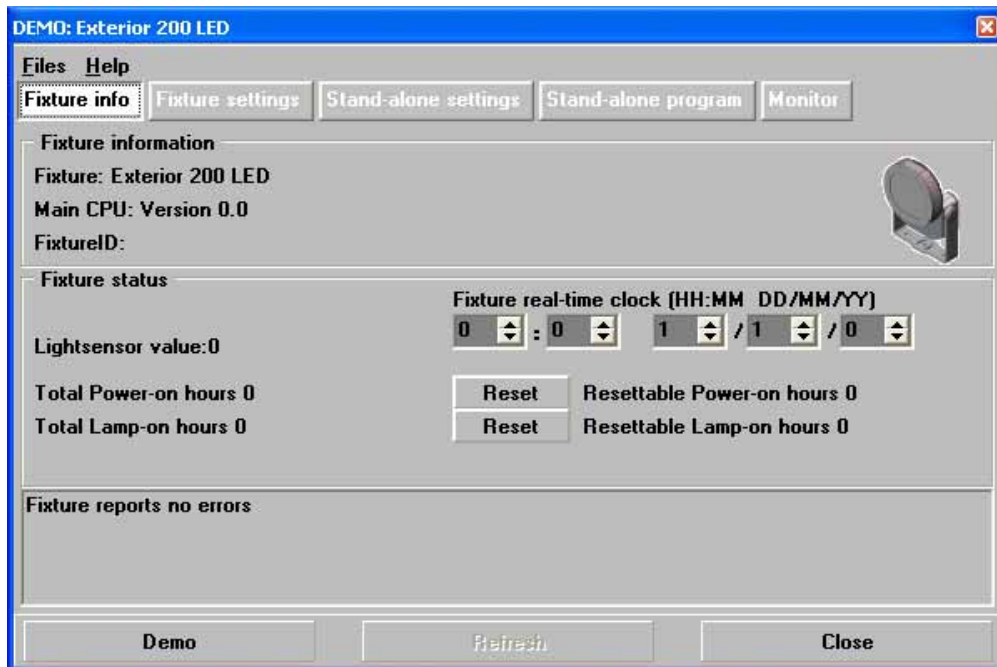 DEMO: Exterior 200 LED
Files Help
Fixture info Fixture settings Stand-alone settings Stand-alone program Monitor
Fixture information
Fixture: Exterior 200 LED
Main CPU: Version 0.0
FixtureID:
Fixture status
Fixture real-time clock (HH:MM DD/MM/YY)
0 : 0 1 / 1 / 0
Lightsensor value:0
Total Power-on hours 0 Reset Resettable Power-on hours 0
Total Lamp-on hours 0 Reset Resettable Lamp-on hours 0
Fixture reports no errors
Demo Refresh Close